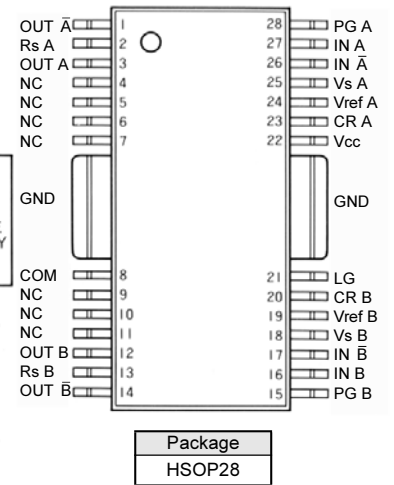 OUT A̅ 1 28 PG A
Rs A 2 27 IN A
OUT A 3 26 IN A̅
NC 4 25 Vs A
NC 5 24 Vref A
NC 6 23 CR A
NC 7 22 Vcc
GND GND
Y
COM 8 21 LG
NC 9 20 CR B
NC 10 19 Vref B
NC 11 18 Vs B
OUT B 12 17 IN B̅
Rs B 13 16 IN B
OUT B̅ 14 15 PG B
Package
HSOP28